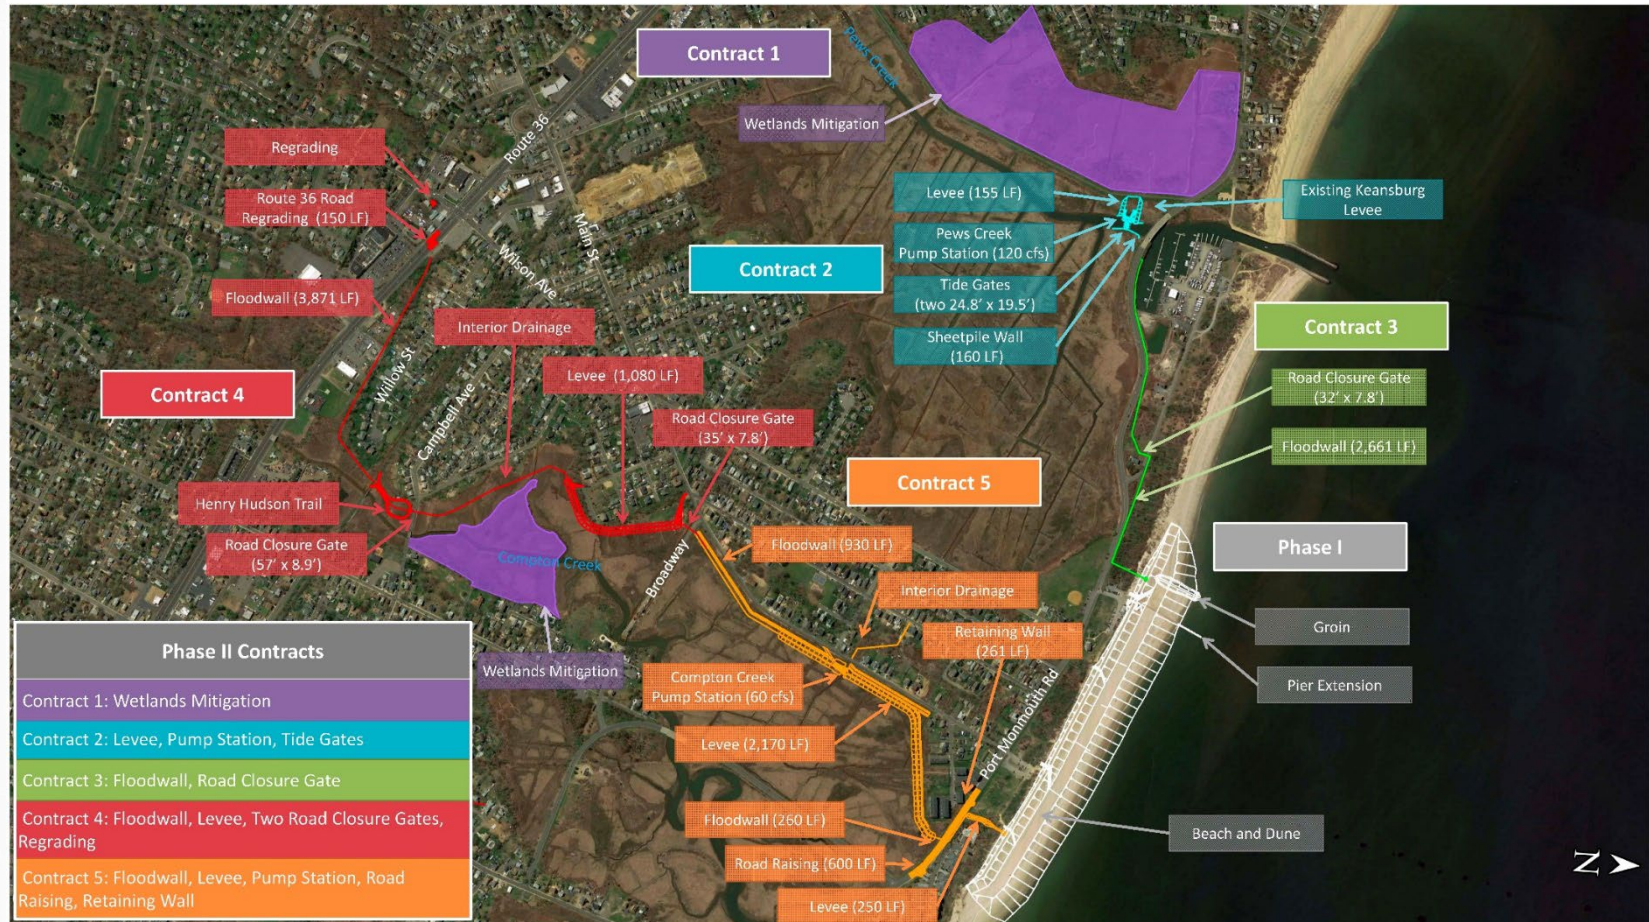 Contract 1
Pews Creek
Wetlands Mitigation
Route 36
Regrading
Route 36 Road
Regrading (150 LF)
Floodwall (3,871 LF)
Main St
Wilson Ave
Interior Drainage
Willow St
Campbell Ave
Levee (1,080 LF)
Contract 4
Road Closure Gate
(35' x 7.8')
Henry Hudson Trail
Road Closure Gate
(57' x 8.9')
Compton Creek
Broadway
Wetlands Mitigation
Contract 2
Levee (155 LF)
Pews Creek
Pump Station (120 cfs)
Tide Gates
(two 24.8' x 19.5')
Sheetpile Wall
(160 LF)
Existing Keansburg
Levee
Contract 3
Road Closure Gate
(32' x 7.8')
Floodwall (2,661 LF)
Contract 5
Floodwall (930 LF)
Interior Drainage
Retaining Wall
(261 LF)
Compton Creek
Pump Station (60 cfs)
Levee (2,170 LF)
Port Monmouth Rd
Floodwall (260 LF)
Road Raising (600 LF)
Levee (250 LF)
Phase I
Groin
Pier Extension
Beach and Dune
Phase II Contracts
Contract 1: Wetlands Mitigation
Contract 2: Levee, Pump Station, Tide Gates
Contract 3: Floodwall, Road Closure Gate
Contract 4: Floodwall, Levee, Two Road Closure Gates,
Regrading
Contract 5: Floodwall, Levee, Pump Station, Road
Raising, Retaining Wall
N